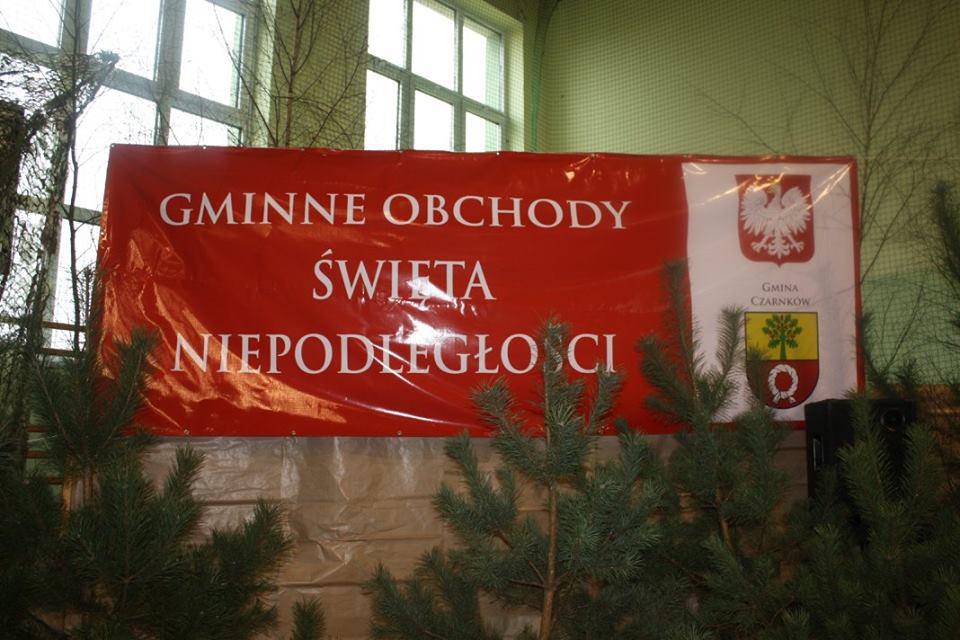 GMINNE OBCHODY
ŚWIĘTA
NIEPODLEGŁOŚCI
GMINA
CZARNKÓW